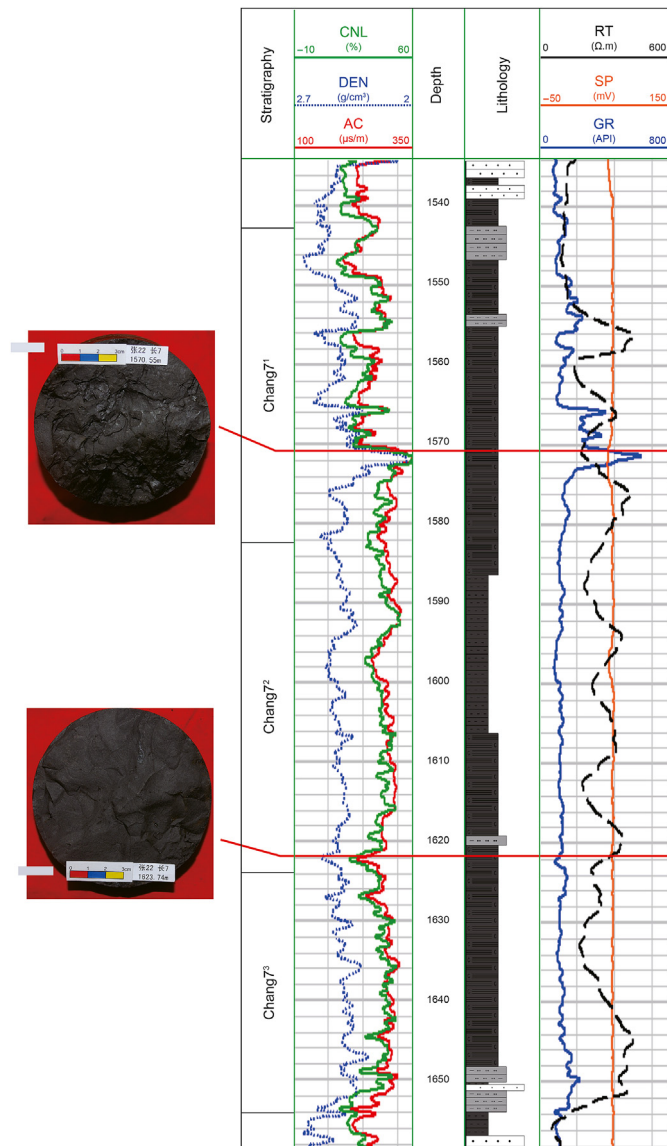 Stratigraphy
CNL
−10 (%) 60
DEN
2.7 (g/cm³) 2
AC
100 (μs/m) 350
Depth
Lithology
RT
0 (Ω.m) 600
SP
−50 (mV) 150
GR
0 (API) 800
1540
1550
1560
1570
1580
1590
1600
1610
1620
1630
1640
1650
Chang7¹
Chang7²
Chang7³
0 1 2 3cm 张22 长7
1570.55m
0 1 2 3cm 张22 长7
1623.74m